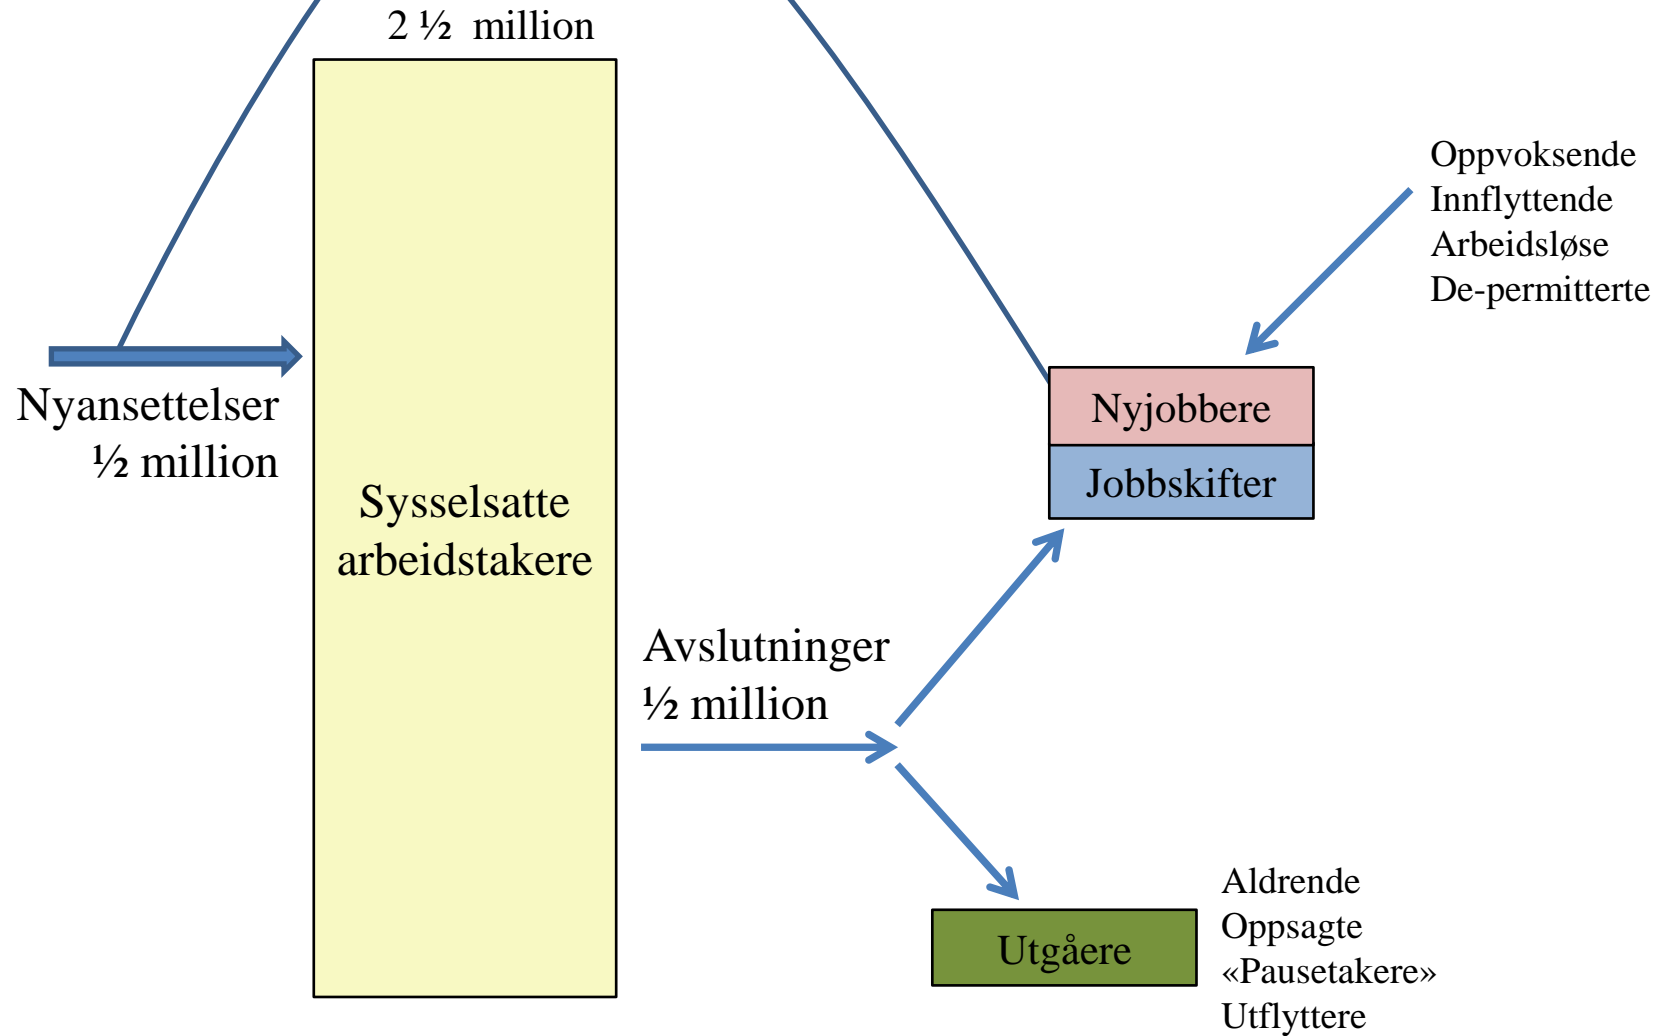 2 ½ million
Oppvoksende
Innflyttende
Arbeidsløse
De-permitterte
Nyansettelser
½ million
Nyjobbere
Jobbskifter
Sysselsatte
arbeidstakere
Avslutninger
½ million
Utgåere
Aldrende
Oppsagte
«Pausetakere»
Utflyttere